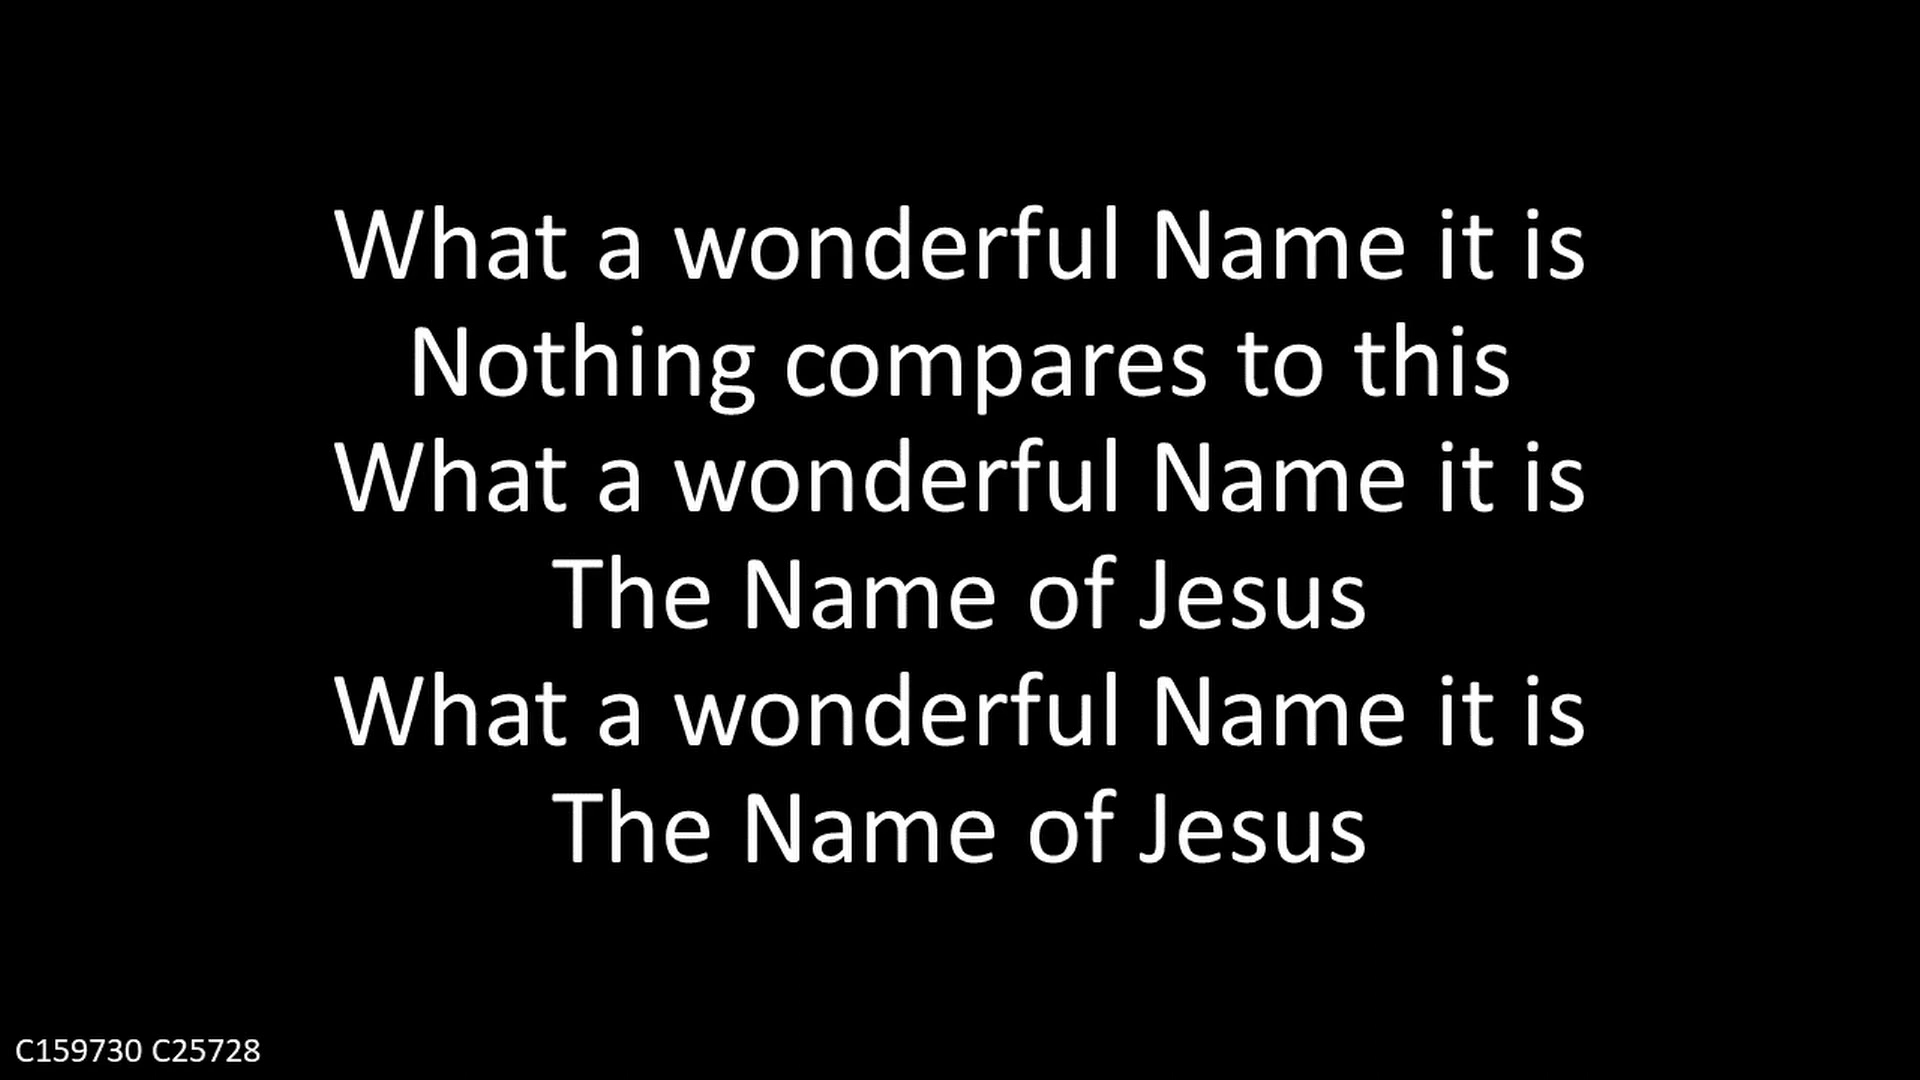 What a wonderful Name it is
Nothing compares to this
What a wonderful Name it is
The Name of Jesus
What a wonderful Name it is
The Name of Jesus
C159730 C25728